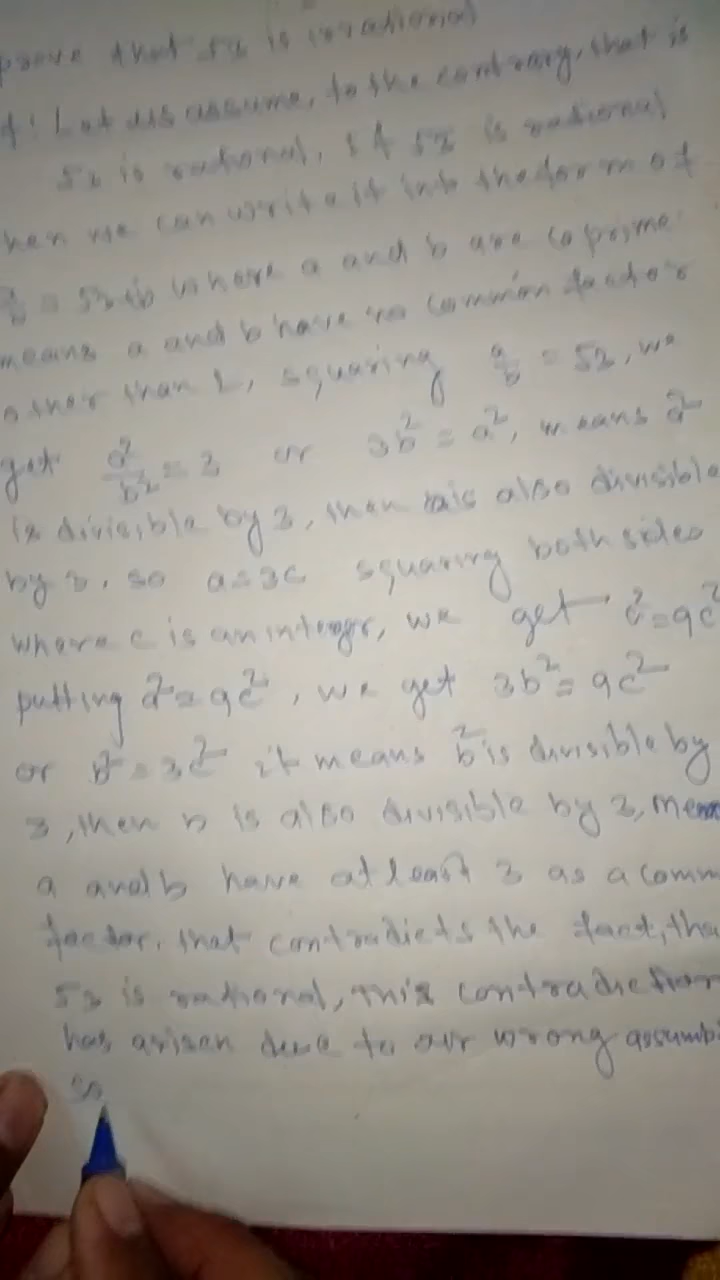 prove that √3 is irrational
f: Let us assume, to the contrary, that is
√3 is rational, if √3 is rational
hen we can write it into the form of
a/b = √3 where a and b are coprime
means a and b have no common factor
other than 1, squaring a/b = √3, we
get a²/b² = 3 or 3b² = a², means a²
is divisible by 3, then is also divisible
by 3, so a=3c squaring both sides
where c is an integer, we get = 9c²
putting a² = 9c², we get 3b² = 9c²
or b² = 3c² it means b² is divisible by
3, then b is also divisible by 3, mean
a and b have at least 3 as a comm
factor, that contradicts the fact, tha
√3 is rational, this contradiction
has arisen due to our wrong assumb
so